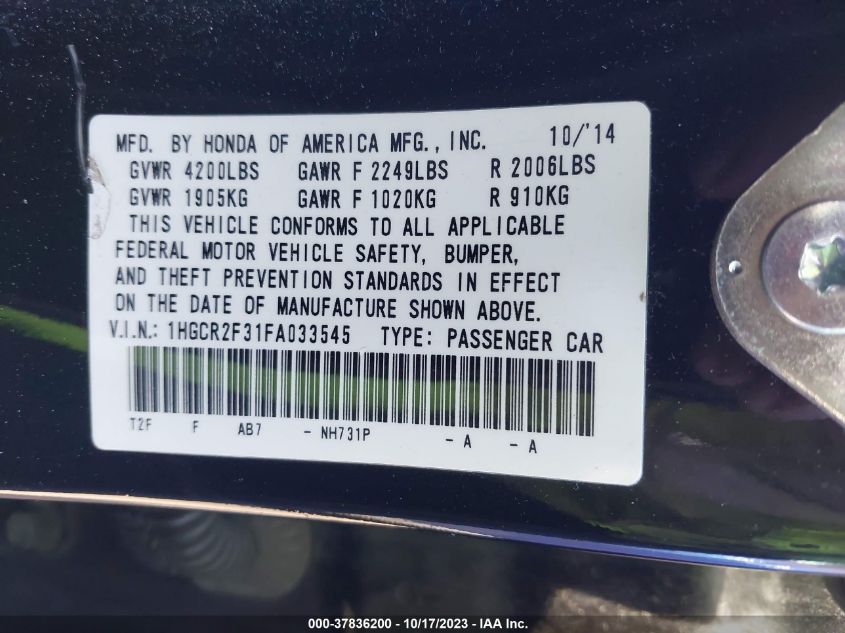 MFD. BY HONDA OF AMERICA MFG., INC. 10/'14
GVWR 4200LBS GAWR F 2249LBS R 2006LBS
GVWR 1905KG GAWR F 1020KG R 910KG
THIS VEHICLE CONFORMS TO ALL APPLICABLE
FEDERAL MOTOR VEHICLE SAFETY, BUMPER,
AND THEFT PREVENTION STANDARDS IN EFFECT
ON THE DATE OF MANUFACTURE SHOWN ABOVE.
V.I.N.: 1HGCR2F31FA033545 TYPE: PASSENGER CAR
T2F F AB7 - NH731P - A - A
000-37836200 | 10/17/2023 - IAA Inc.